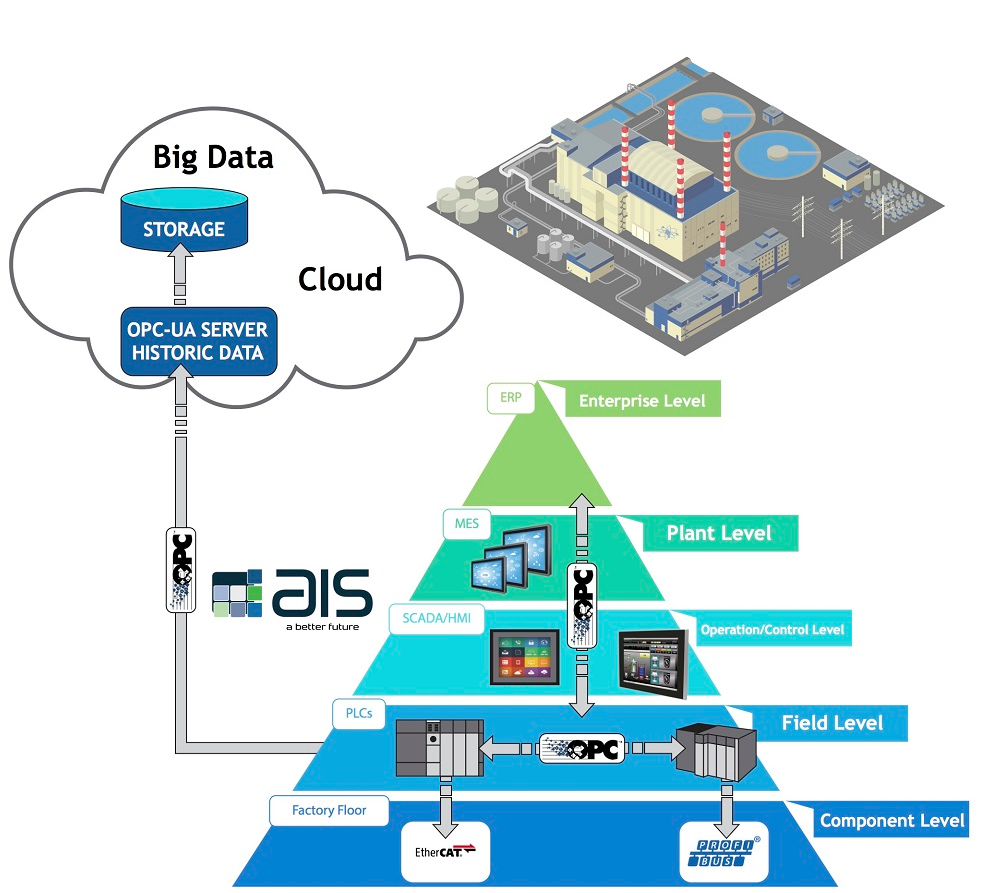 Big Data
STORAGE
Cloud
OPC-UA SERVER
HISTORIC DATA
ERP
Enterprise Level
MES
Plant Level
OPC
OPC
AIS
a better future
SCADA/HMI
Operation/Control Level
PLCs
Field Level
OPC
Factory Floor
Component Level
EtherCAT
PROFI
BUS